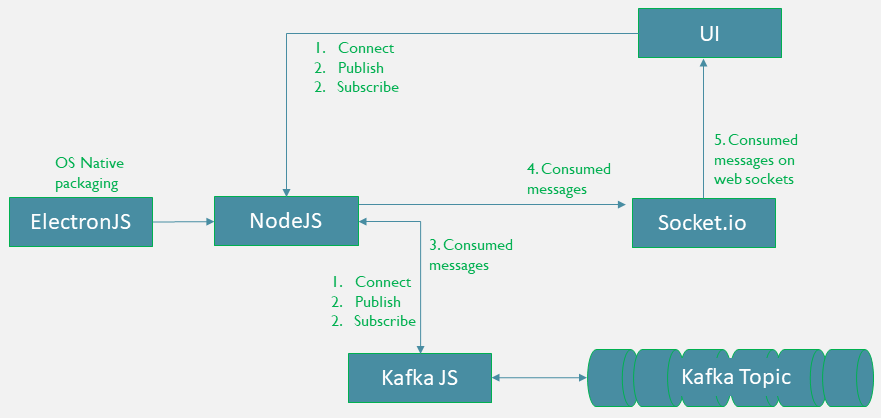 UI
1. Connect
2. Publish
2. Subscribe
OS Native
packaging
ElectronJS
NodeJS
4. Consumed
messages
5. Consumed
messages on
web sockets
Socket.io
3. Consumed
messages
1. Connect
2. Publish
2. Subscribe
Kafka JS
Kafka Topic